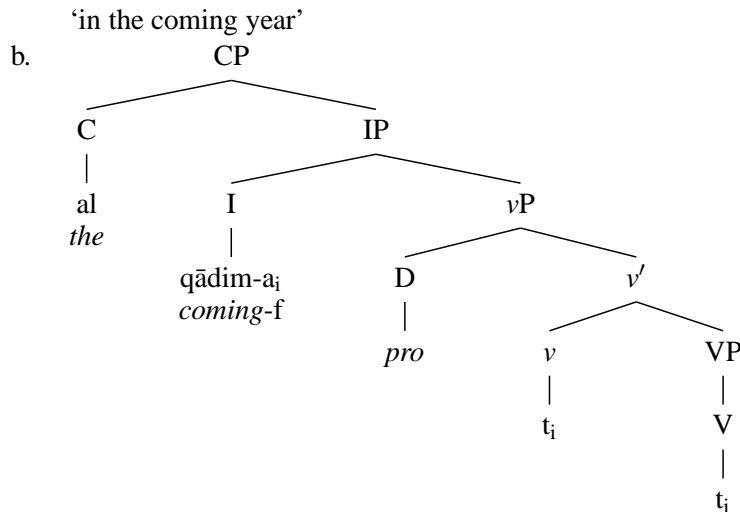 ‘in the coming year’
b. CP
C IP
al I vP
the
qādim-aᵢ D v′
coming-f
pro v VP
tᵢ V
tᵢ